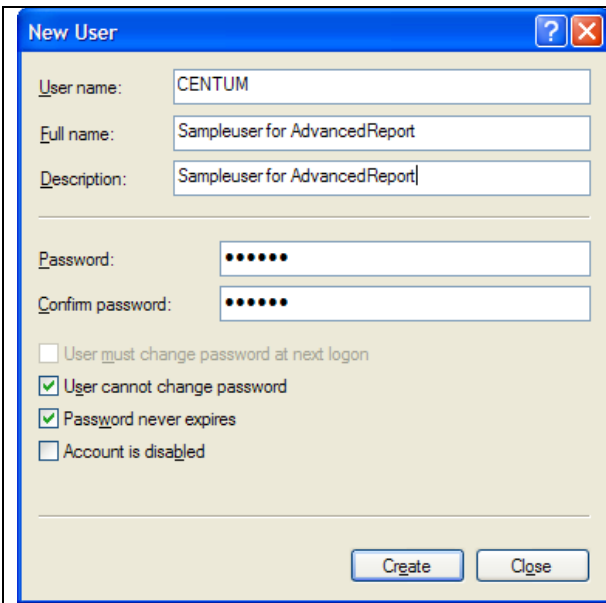 New User
User name: CENTUM
Full name: Sampleuser for AdvancedReport
Description: Sampleuser for AdvancedReport
Password: ••••••
Confirm password: ••••••
User must change password at next logon
User cannot change password
Password never expires
Account is disabled
Create Close